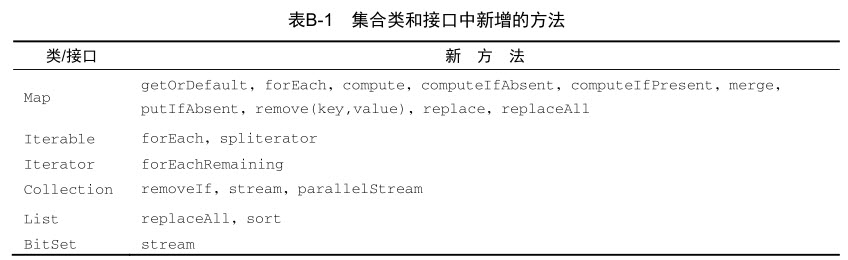 表B-1 集合类和接口中新增的方法
类/接口 新 方 法
Map getOrDefault, forEach, compute, computeIfAbsent, computeIfPresent, merge,
putIfAbsent, remove(key,value), replace, replaceAll
Iterable forEach, spliterator
Iterator forEachRemaining
Collection removeIf, stream, parallelStream
List replaceAll, sort
BitSet stream